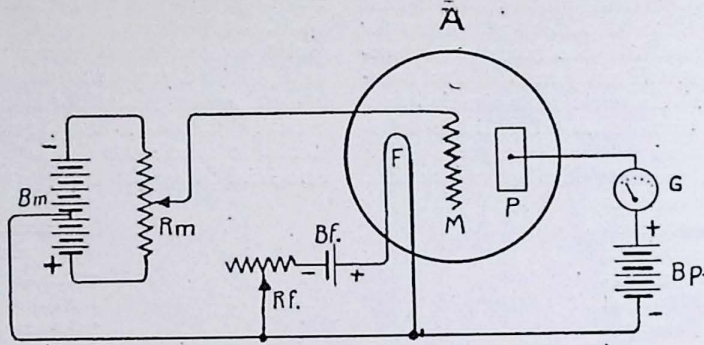 A
-
Bm
+
Rm
F
M
P
G
+
Bp.
-
Bf.
- +
Rf.